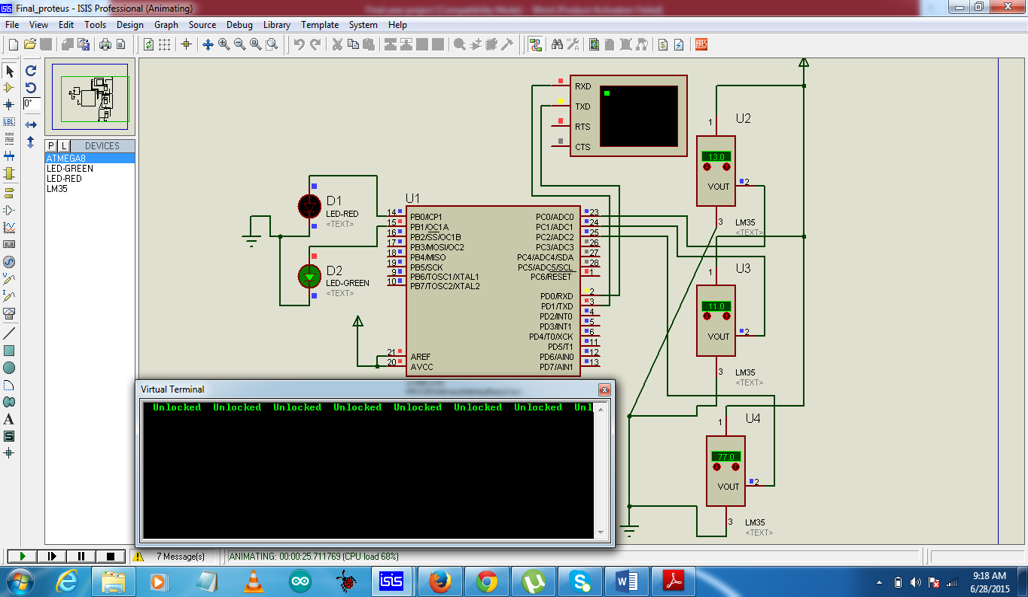 Final_proteus - ISIS Professional (Animating)
File View Edit Tools Design Graph Source Debug Library Template System Help
0°
LBL
P L DEVICES
ATMEGA8
LED-GREEN
LED-RED
LM35
A
S
RXD
TXD
RTS
CTS
U2
1
13.0
VOUT
2
3
LM35
<TEXT>
U3
1
11.0
VOUT
2
3
LM35
<TEXT>
U4
1
77.0
VOUT
2
3
LM35
<TEXT>
D1
LED-RED
<TEXT>
D2
LED-GREEN
<TEXT>
U1
14 PB0/ICP1
15 PB1/OC1A
16 PB2/SS/OC1B
17 PB3/MOSI/OC2
18 PB4/MISO
19 PB5/SCK
9 PB6/TOSC1/XTAL1
10 PB7/TOSC2/XTAL2
21 AREF
20 AVCC
PC0/ADC0 23
PC1/ADC1 24
PC2/ADC2 25
PC3/ADC3 26
PC4/ADC4/SDA 27
PC5/ADC5/SCL 28
PC6/RESET 1
PD0/RXD 2
PD1/TXD 3
PD2/INT0 4
PD3/INT1 5
PD4/T0/XCK 6
PD5/T1 11
PD6/AIN0 12
PD7/AIN1 13
Virtual Terminal
Unlocked Unlocked Unlocked Unlocked Unlocked Unlocked Unlocked Unl
7 Message(s) ANIMATING: 00:00:25.711769 (CPU load 68%)
isis
9:18 AM
6/28/2015